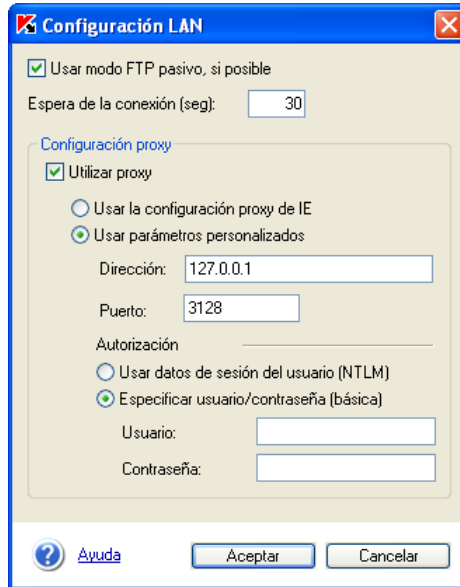 Configuración LAN
Usar modo FTP pasivo, si posible
Espera de la conexión (seg): 30
Configuración proxy
Utilizar proxy
Usar la configuración proxy de IE
Usar parámetros personalizados
Dirección: 127.0.0.1
Puerto: 3128
Autorización
Usar datos de sesión del usuario (NTLM)
Especificar usuario/contraseña (básica)
Usuario:
Contraseña:
Ayuda Aceptar Cancelar